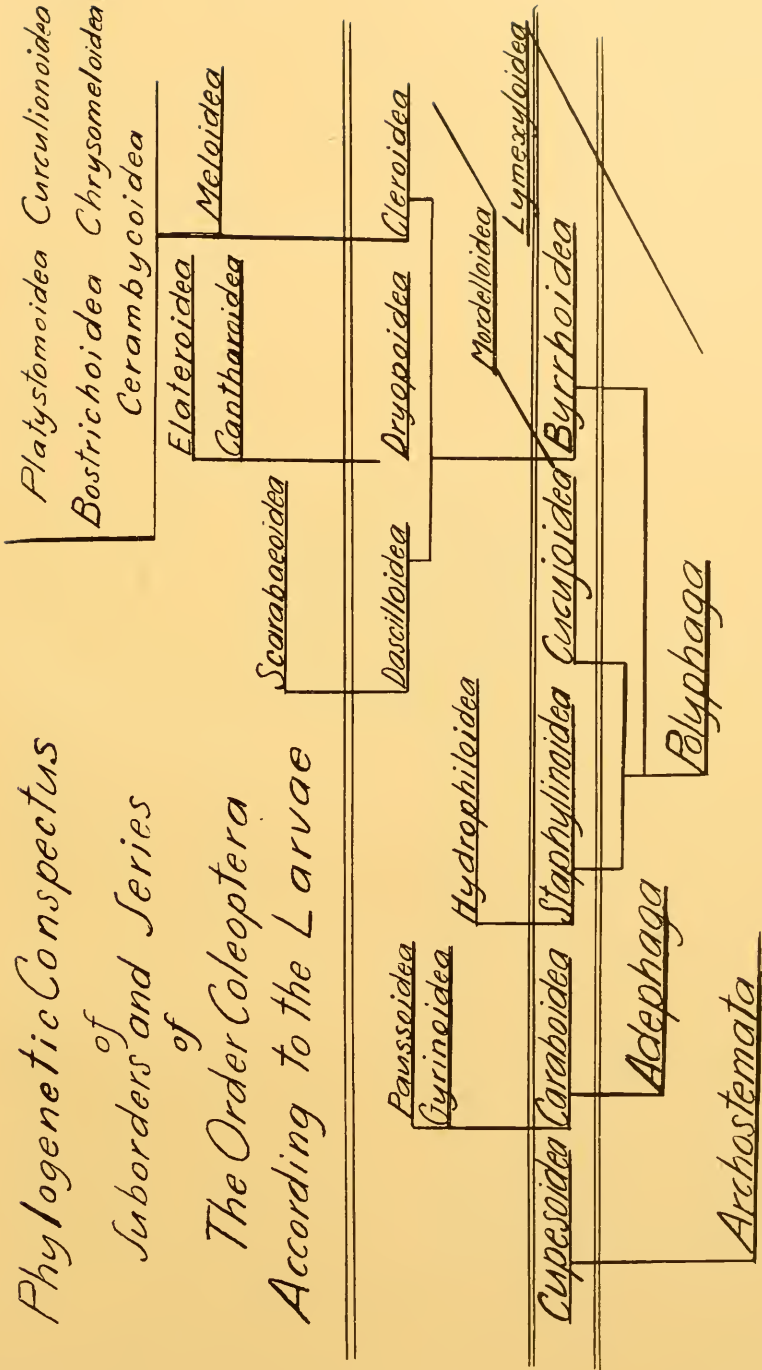 Phylogenetic Conspectus
of
Suborders and Series
of
The Order Coleoptera
According to the Larvae
Platystomoidea Curculionoidea
Bostrichoidea Chrysomeloidea
Cerambycoidea
Elateroidea
Meloidea
Cantharoidea
Scarabaeoidea
Dascilloidea
Dryopoidea
Cleroidea
Paussoidea
Gyrinoidea
Hydrophiloidea
Mordelloidea
Lymexyloidea
Cupesoidea
Caraboidea
Staphylinoidea
Cucujoidea
Byrrhoidea
Adephaga
Polyphaga
Archostemata